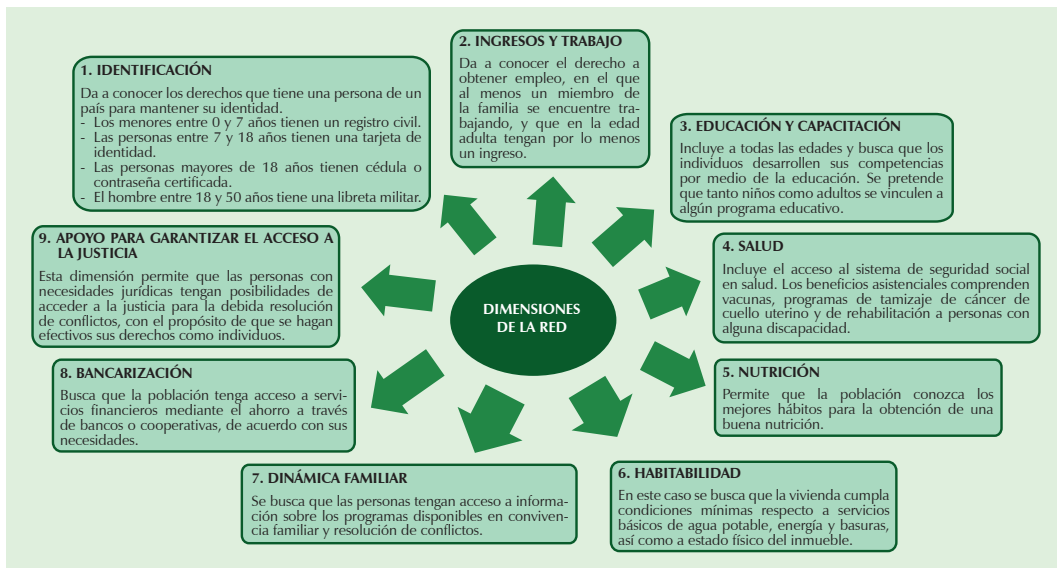 DIMENSIONES
DE LA RED
1. IDENTIFICACIÓN
Da a conocer los derechos que tiene una persona de un
país para mantener su identidad.
- Los menores entre 0 y 7 años tienen un registro civil.
- Las personas entre 7 y 18 años tienen una tarjeta de
identidad.
- Las personas mayores de 18 años tienen cédula o
contraseña certificada.
- El hombre entre 18 y 50 años tiene una libreta militar.
2. INGRESOS Y TRABAJO
Da a conocer el derecho a
obtener empleo, en el que
al menos un miembro de
la familia se encuentre tra-
bajando, y que en la edad
adulta tengan por lo menos
un ingreso.
3. EDUCACIÓN Y CAPACITACIÓN
Incluye a todas las edades y busca que los
individuos desarrollen sus competencias
por medio de la educación. Se pretende
que tanto niños como adultos se vinculen a
algún programa educativo.
4. SALUD
Incluye el acceso al sistema de seguridad social
en salud. Los beneficios asistenciales comprenden
vacunas, programas de tamizaje de cáncer de
cuello uterino y de rehabilitación a personas con
alguna discapacidad.
5. NUTRICIÓN
Permite que la población conozca los
mejores hábitos para la obtención de una
buena nutrición.
6. HABITABILIDAD
En este caso se busca que la vivienda cumpla
condiciones mínimas respecto a servicios
básicos de agua potable, energía y basuras,
así como a estado físico del inmueble.
7. DINÁMICA FAMILIAR
Se busca que las personas tengan acceso a informa-
ción sobre los programas disponibles en conviven-
cia familiar y resolución de conflictos.
8. BANCARIZACIÓN
Busca que la población tenga acceso a servi-
cios financieros mediante el ahorro a través
de bancos o cooperativas, de acuerdo con sus
necesidades.
9. APOYO PARA GARANTIZAR EL ACCESO A
LA JUSTICIA
Esta dimensión permite que las personas con
necesidades jurídicas tengan posibilidades de
acceder a la justicia para la debida resolución
de conflictos, con el propósito de que se hagan
efectivos sus derechos como individuos.